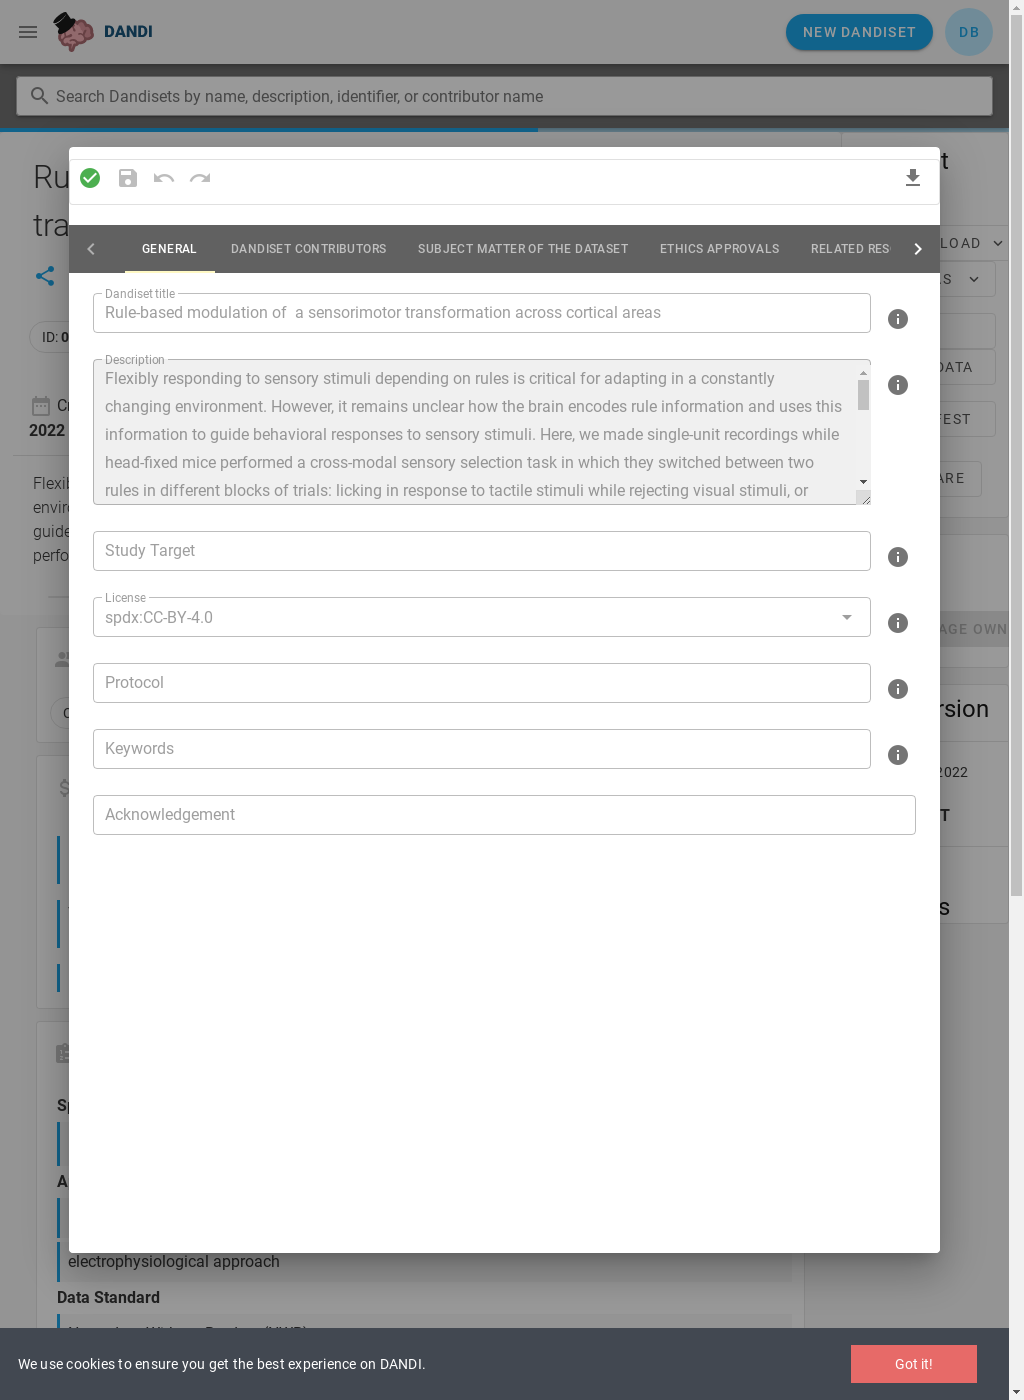 DANDI
NEW DANDISET
DB
Search Dandisets by name, description, identifier, or contributor name
Ru
tra
GENERAL
DANDISET CONTRIBUTORS
SUBJECT MATTER OF THE DATASET
ETHICS APPROVALS
RELATED RES
LOAD
Dandiset title
Rule-based modulation of a sensorimotor transformation across cortical areas
ID: 0
Description
Flexibly responding to sensory stimuli depending on rules is critical for adapting in a constantly
changing environment. However, it remains unclear how the brain encodes rule information and uses this
information to guide behavioral responses to sensory stimuli. Here, we made single-unit recordings while
head-fixed mice performed a cross-modal sensory selection task in which they switched between two
rules in different blocks of trials: licking in response to tactile stimuli while rejecting visual stimuli, or
DATA
TEST
ARE
2022
Flexib
enviro
guide
perfo
Study Target
License
spdx:CC-BY-4.0
AGE OWN
Protocol
rsion
Keywords
2022
Acknowledgement
T
s
Sp
A
electrophysiological approach
Data Standard
We use cookies to ensure you get the best experience on DANDI.
Got it!